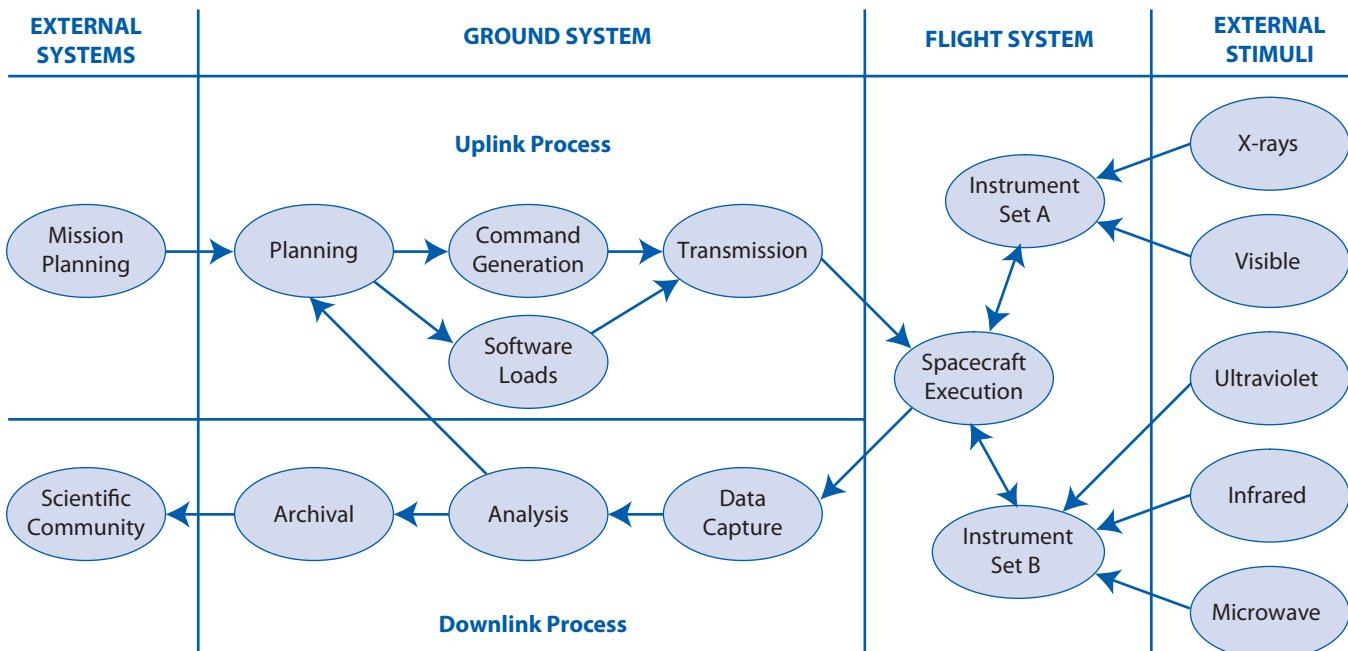 EXTERNAL
SYSTEMS
GROUND SYSTEM
FLIGHT SYSTEM
EXTERNAL
STIMULI
Uplink Process
Mission
Planning
Planning
Command
Generation
Software
Loads
Transmission
Instrument
Set A
Spacecraft
Execution
Instrument
Set B
X-rays
Visible
Ultraviolet
Infrared
Microwave
Scientific
Community
Archival
Analysis
Data
Capture
Downlink Process